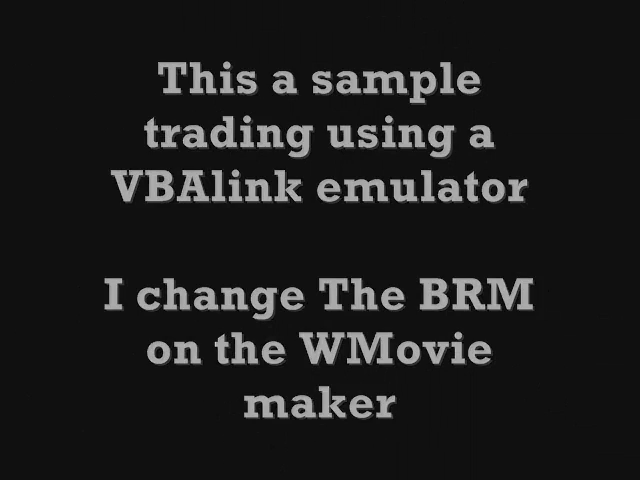 This a sample
trading using a
VBAlink emulator
I change The BRM
on the WMovie
maker